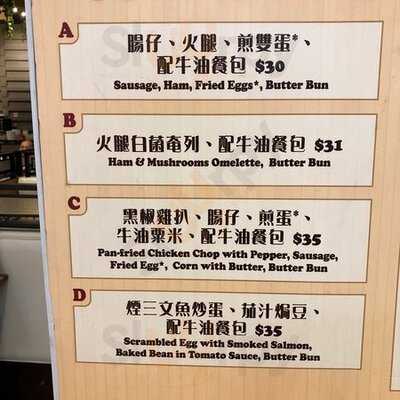 A
腸仔、火腿、煎雙蛋*、
配牛油餐包 $30
Sausage, Ham, Fried Eggs*, Butter Bun
B
火腿白菌奄列、配牛油餐包 $31
Ham & Mushrooms Omelette, Butter Bun
C
黑椒雞扒、腸仔、煎蛋*、
牛油粟米、配牛油餐包 $35
Pan-fried Chicken Chop with Pepper, Sausage,
Fried Egg*, Corn with Butter, Butter Bun
D
煙三文魚炒蛋、茄汁焗豆、
配牛油餐包 $35
Scrambled Egg with Smoked Salmon,
Baked Bean in Tomato Sauce, Butter Bun